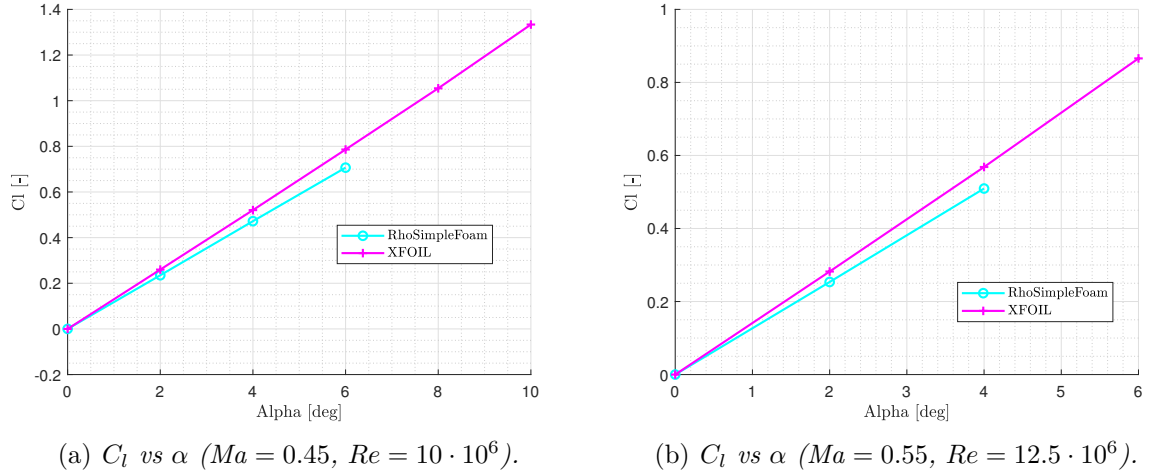 1.4
1.2
1
0.8
0.6
0.4
0.2
0
-0.2
Cl [-]
0 2 4 6 8 10
Alpha [deg]
RhoSimpleFoam
XFOIL
(a) C_l vs α (Ma = 0.45, Re = 10 · 10^6).
1
0.8
0.6
0.4
0.2
0
Cl [-]
0 1 2 3 4 5 6
Alpha [deg]
RhoSimpleFoam
XFOIL
(b) C_l vs α (Ma = 0.55, Re = 12.5 · 10^6).